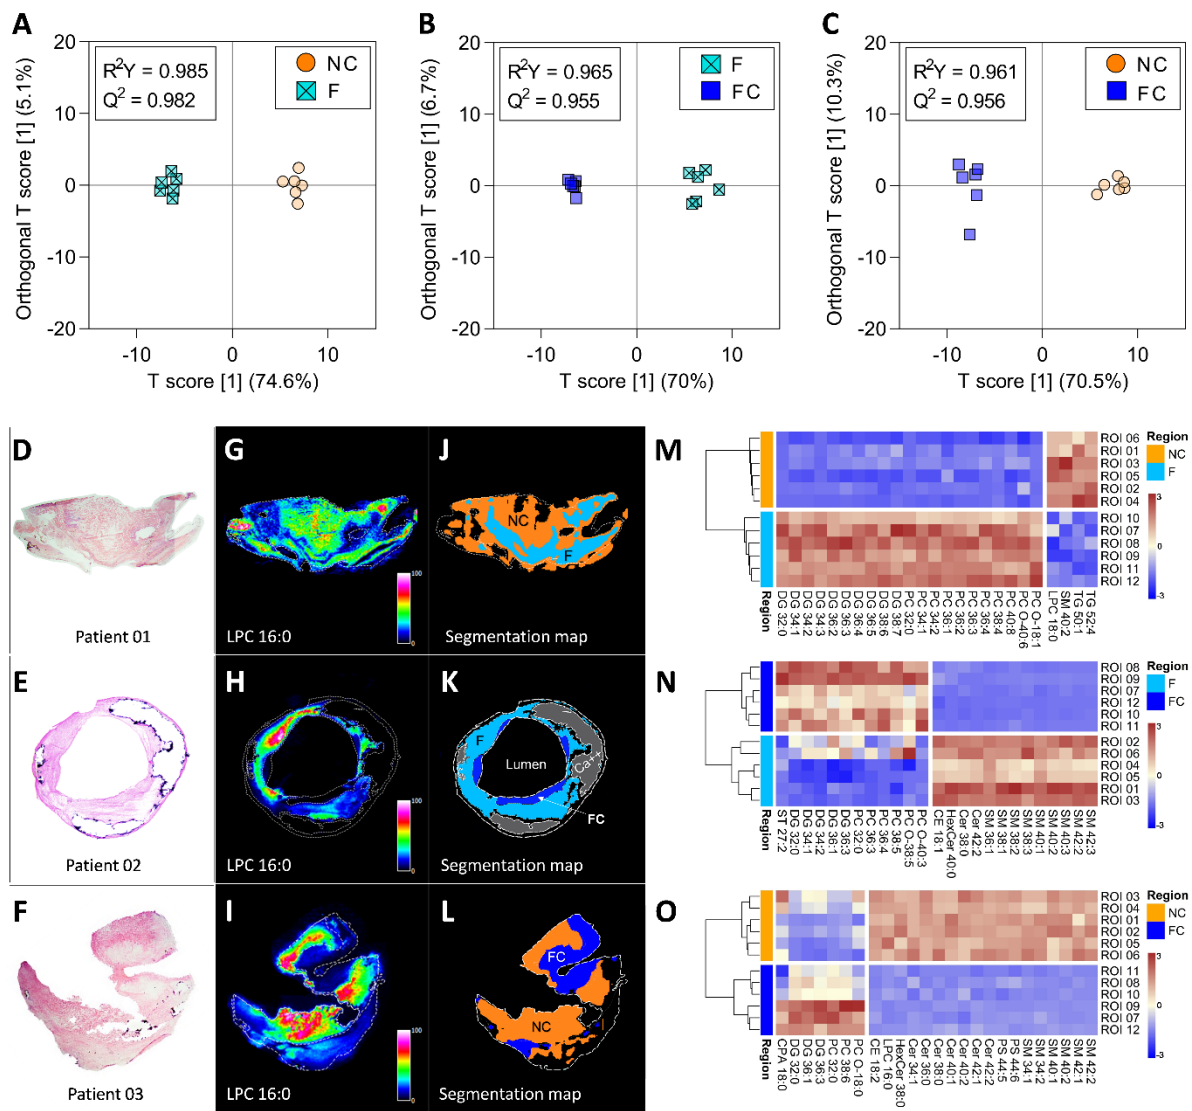 A
B
C
20
10
0
-10
-20
Orthogonal T score [1] (5.1%)
R²Y = 0.985
Q² = 0.982
NC
F
-10
0
10
T score [1] (74.6%)
20
10
0
-10
-20
Orthogonal T score [1] (6.7%)
R²Y = 0.965
Q² = 0.955
F
FC
-10
0
10
T score [1] (70%)
20
10
0
-10
-20
Orthogonal T score [1] (10.3%)
R²Y = 0.961
Q² = 0.956
NC
FC
-10
0
10
T score [1] (70.5%)
D
Patient 01
G
100
0
LPC 16:0
J
NC
F
Segmentation map
M
ROI 06
ROI 01
ROI 03
ROI 05
ROI 02
ROI 04
ROI 10
ROI 07
ROI 08
ROI 09
ROI 11
ROI 12
Region
NC
F
3
0
-3
Region
DG 32:0
DG 34:1
DG 34:2
DG 34:3
DG 36:2
DG 36:3
DG 36:4
DG 36:5
DG 38:6
DG 38:7
PC 32:0
PC 34:1
PC 34:2
PC 36:1
PC 36:2
PC 36:3
PC 36:4
PC 38:4
PC 40:8
PC O-40:6
PC O-18:1
LPC 18:0
SM 40:2
TG 50:1
TG 52:4
E
Patient 02
H
100
0
LPC 16:0
K
F
Lumen
Ca++
FC
Segmentation map
N
ROI 08
ROI 09
ROI 07
ROI 12
ROI 10
ROI 11
ROI 02
ROI 06
ROI 04
ROI 05
ROI 01
ROI 03
Region
F
FC
3
0
-3
Region
ST 27:2
DG 32:0
DG 34:1
DG 34:2
DG 36:1
DG 36:3
PC 32:0
PC 36:3
PC 36:4
PC 38:5
PC O-38:5
PC O-40:3
CE 18:1
HexCer 40:0
Cer 38:0
Cer 42:2
SM 36:1
SM 38:1
SM 38:2
SM 38:3
SM 40:1
SM 40:2
SM 40:3
SM 42:2
SM 42:3
F
Patient 03
I
100
0
LPC 16:0
L
FC
NC
Segmentation map
O
ROI 03
ROI 04
ROI 01
ROI 02
ROI 05
ROI 06
ROI 11
ROI 08
ROI 10
ROI 09
ROI 07
ROI 12
Region
NC
FC
3
0
-3
Region
CPA 18:0
DG 32:0
DG 36:1
DG 36:3
PC 32:0
PC 38:6
PC O-18:0
CE 18:2
LPC 16:0
HexCer 38:0
Cer 34:1
Cer 36:0
Cer 38:0
Cer 40:1
Cer 40:2
Cer 42:1
Cer 42:2
PS 44:5
PS 44:6
SM 34:1
SM 34:2
SM 40:1
SM 40:2
SM 42:1
SM 42:2